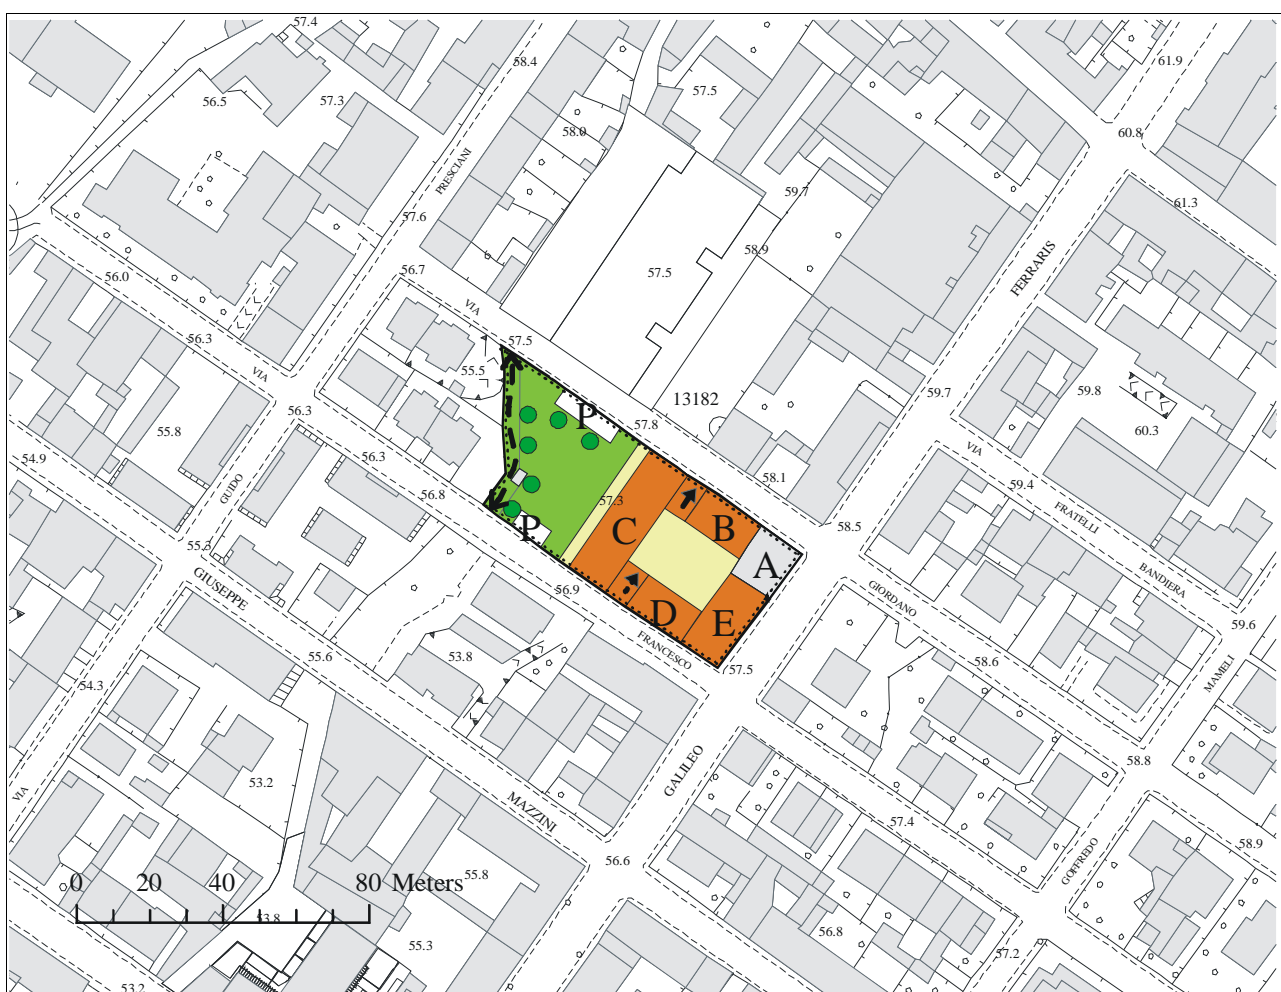 57.4
58.4
61.9
56.5
57.3
57.5
58.0
60.8
PRESCIANI
59.7
61.3
57.6
58.9
FERRARIS
56.7
57.5
56.0
VIA
56.3
57.5
VIA
55.5
59.7
59.8
13182
56.3
P
57.8
60.3
55.8
VIA
54.9
56.3
58.1
59.4
GUIDO
56.8
57.3
FRATELLI
P
C
B
58.5
55.3
A
BANDIERA
GIUSEPPE
56.9
GIORDANO
D
E
59.6
FRANCESCO
55.6
53.8
57.5
58.6
MAMELI
54.3
GALILEO
58.8
53.2
VIA
MAZZINI
57.4
58.9
56.6
GOFFREDO
0 20 40 80 Meters
55.8
53.8
55.3
56.8
57.2
53.2